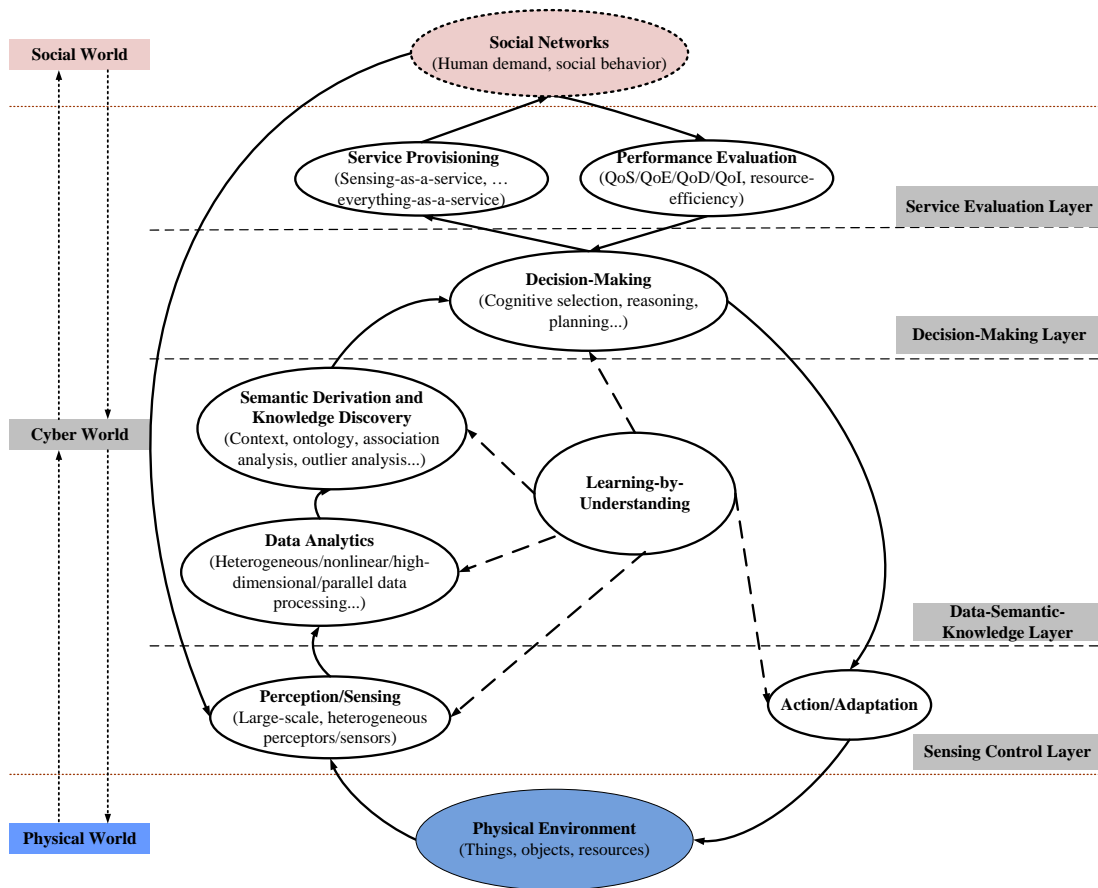 Social World
Social Networks
(Human demand, social behavior)
Service Provisioning
(Sensing-as-a-service, …
everything-as-a-service)
Performance Evaluation
(QoS/QoE/QoD/QoI, resource-
efficiency)
Service Evaluation Layer
Decision-Making
(Cognitive selection, reasoning,
planning...)
Decision-Making Layer
Semantic Derivation and
Knowledge Discovery
(Context, ontology, association
analysis, outlier analysis...)
Cyber World
Learning-by-
Understanding
Data Analytics
(Heterogeneous/nonlinear/high-
dimensional/parallel data
processing...)
Data-Semantic-
Knowledge Layer
Perception/Sensing
(Large-scale, heterogeneous
perceptors/sensors)
Action/Adaptation
Sensing Control Layer
Physical World
Physical Environment
(Things, objects, resources)